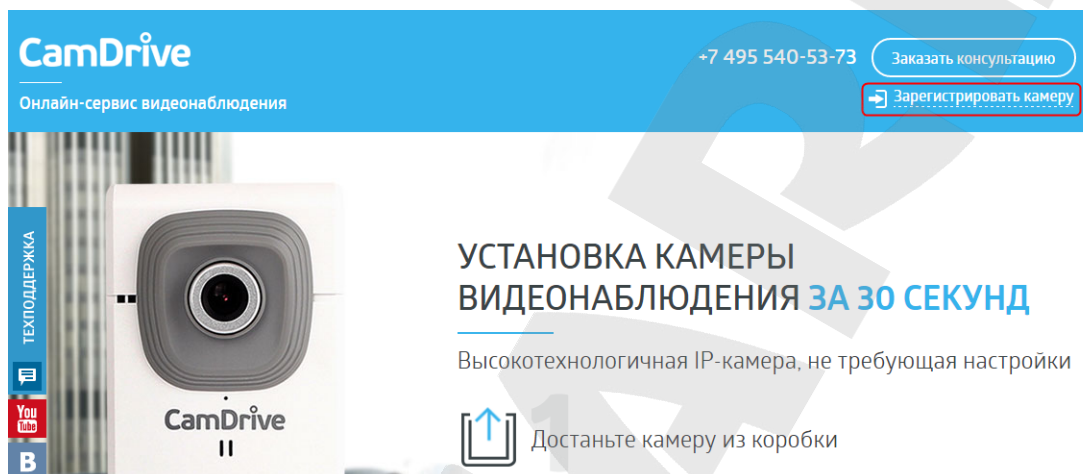 CamDrive
+7 495 540-53-73
Заказать консультацию
Онлайн-сервис видеонаблюдения
Зарегистрировать камеру
ТЕХПОДДЕРЖКА
УСТАНОВКА КАМЕРЫ
ВИДЕОНАБЛЮДЕНИЯ ЗА 30 СЕКУНД
Высокотехнологичная IP-камера, не требующая настройки
You
Tube
CamDrive
1
Достаньте камеру из коробки
B